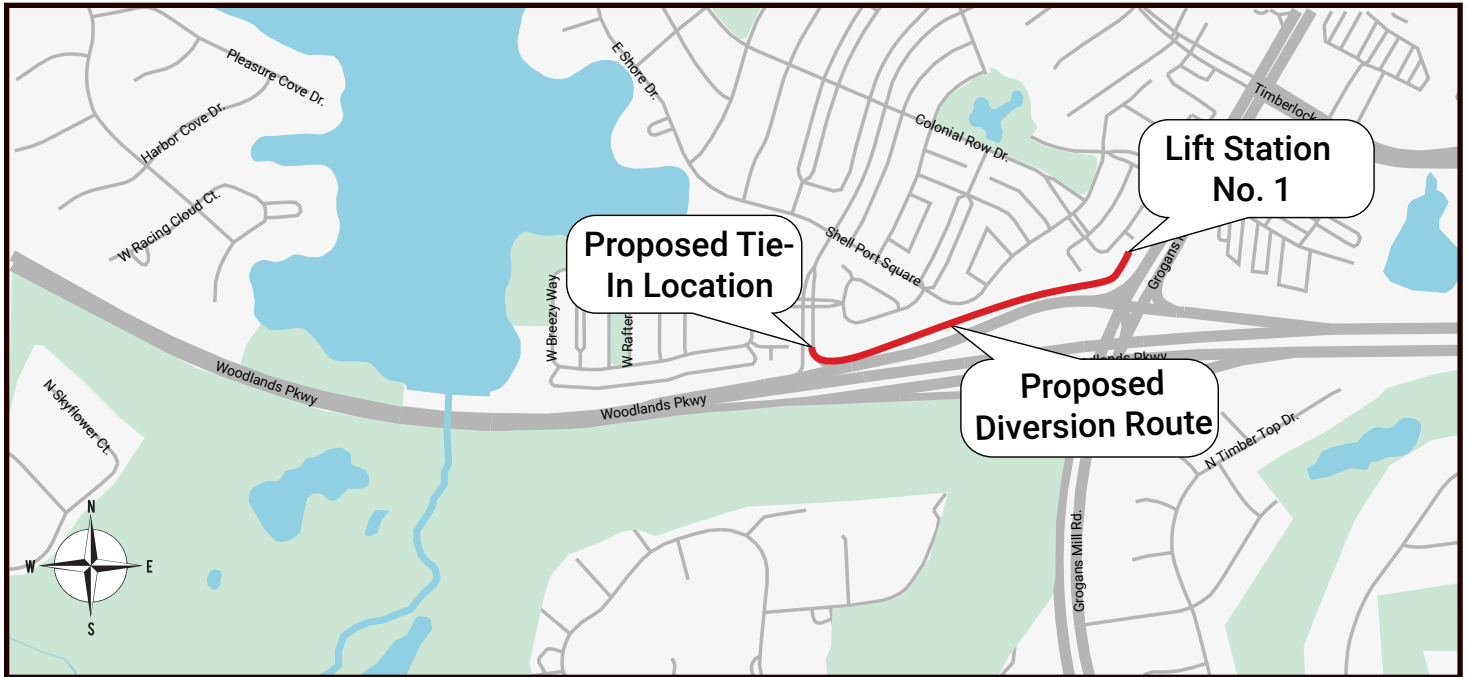 Pleasure Cove Dr.
E Shore Dr.
Harbor Cove Dr.
Timberlock
Colonial Row Dr.
Lift Station
No. 1
W Racing Cloud Ct.
Shell Port Square
Proposed Tie-
In Location
Grogans
W Breezy Way
W Rafter
Woodlands Pkwy
Proposed
Diversion Route
Woodlands Pkwy
N Skyflower Ct.
N Timber Top Dr.
Grogans Mill Rd.
N
W
E
S